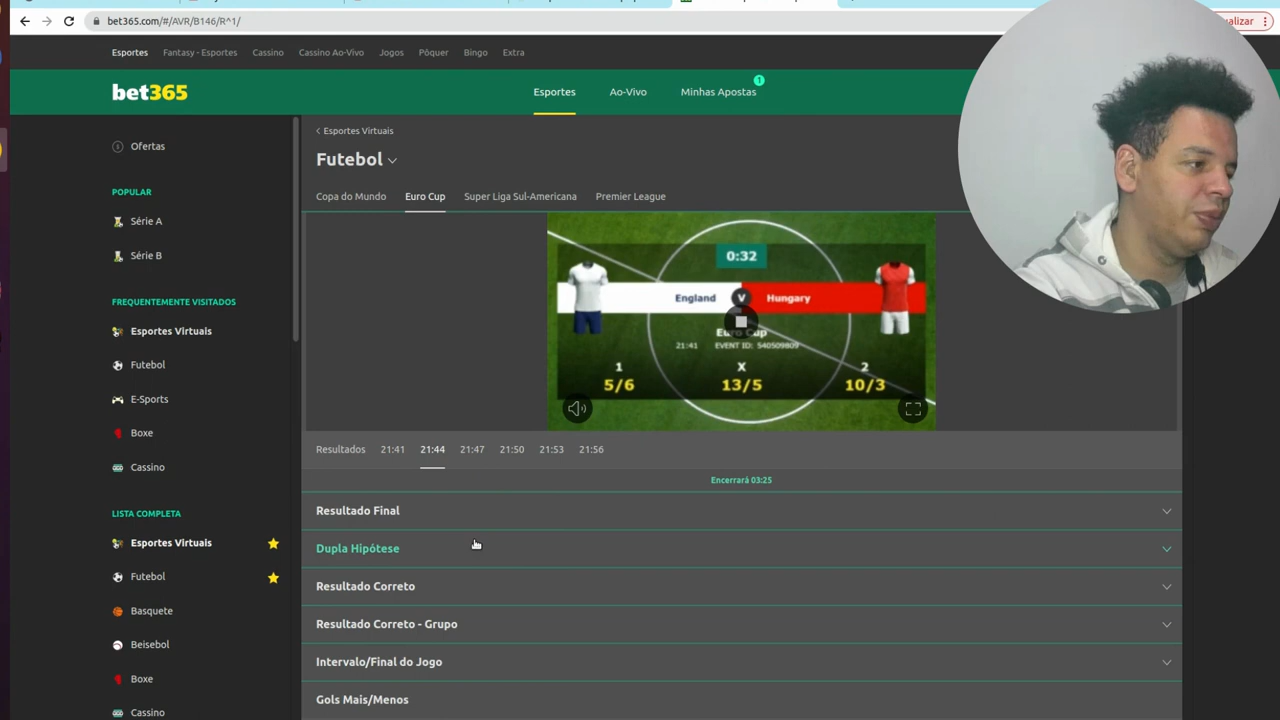 bet365.com/#/AVR/B146/R^1/
Esportes Fantasy - Esportes Cassino Cassino Ao-Vivo Jogos Pôquer Bingo Extra
bet365
Esportes Ao-Vivo Minhas Apostas 1
Ofertas
POPULAR
Série A
Série B
FREQUENTEMENTE VISITADOS
Esportes Virtuais
Futebol
E-Sports
Boxe
Cassino
LISTA COMPLETA
Esportes Virtuais
Futebol
Basquete
Beisebol
Boxe
Cassino
Esportes Virtuais
Futebol
Copa do Mundo Euro Cup Super Liga Sul-Americana Premier League
0:32
England V Hungary
Euro Cup
21:41 EVENT ID: 540509809
1 X 2
5/6 13/5 10/3
Resultados 21:41 21:44 21:47 21:50 21:53 21:56
Encerrará 03:25
Resultado Final
Dupla Hipótese
Resultado Correto
Resultado Correto - Grupo
Intervalo/Final do Jogo
Gols Mais/Menos